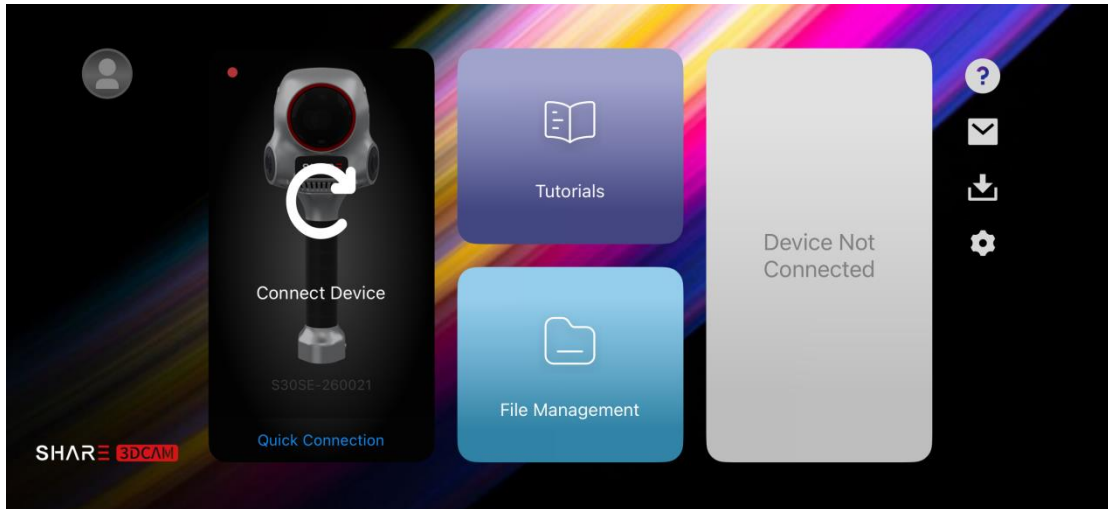 Connect Device
S30SE-260021
Quick Connection
Tutorials
File Management
Device Not
Connected
?
SHARE 3DCAM